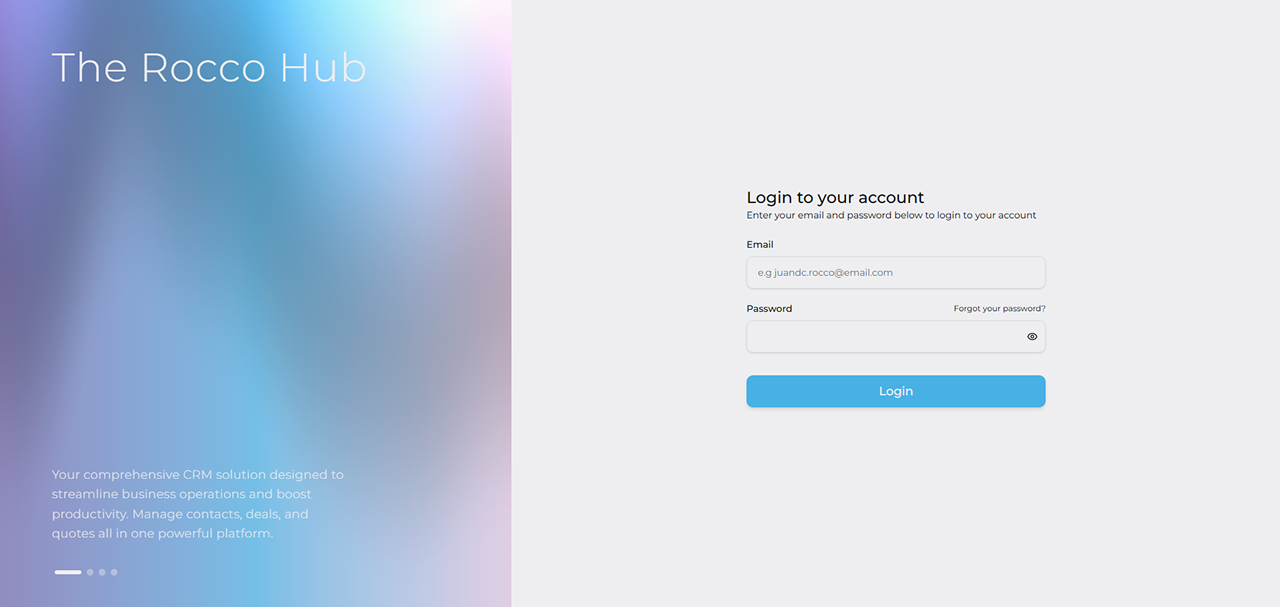 The Rocco Hub
Your comprehensive CRM solution designed to
streamline business operations and boost
productivity. Manage contacts, deals, and
quotes all in one powerful platform.
Login to your account
Enter your email and password below to login to your account
Email
e.g juandc.rocco@email.com
Password
Forgot your password?
Login